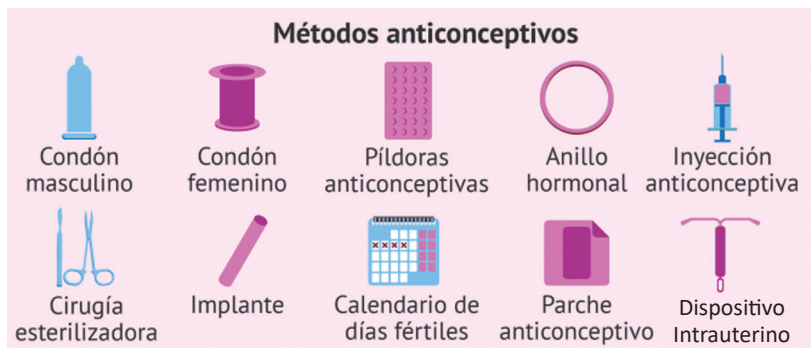 Métodos anticonceptivos
Condón
masculino
Condón
femenino
Píldoras
anticonceptivas
Anillo
hormonal
Inyección
anticonceptiva
Cirugía
esterilizadora
Implante
Calendario de
días fértiles
Parche
anticonceptivo
Dispositivo
Intrauterino